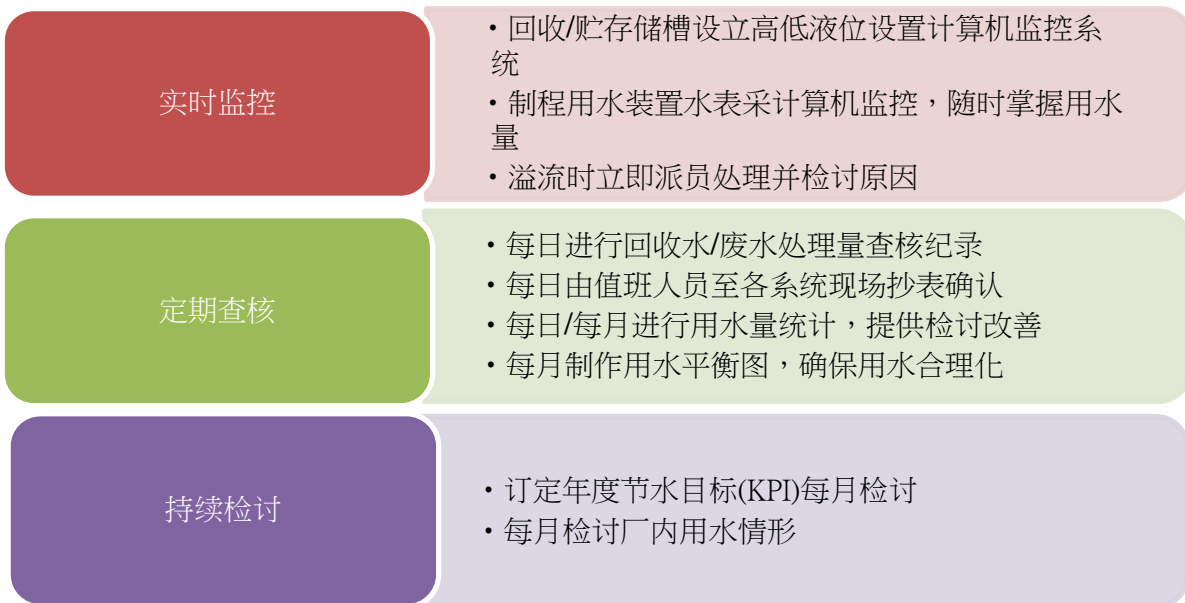 实时监控
•回收/贮存储槽设立高低液位设置计算机监控系
统
•制程用水装置水表采计算机监控，随时掌握用水
量
•溢流时立即派员处理并检讨原因
定期查核
•每日进行回收水/废水处理量查核纪录
•每日由值班人员至各系统现场抄表确认
•每日/每月进行用水量统计，提供检讨改善
•每月制作用水平衡图，确保用水合理化
持续检讨
•订定年度节水目标(KPI)每月检讨
•每月检讨厂内用水情形